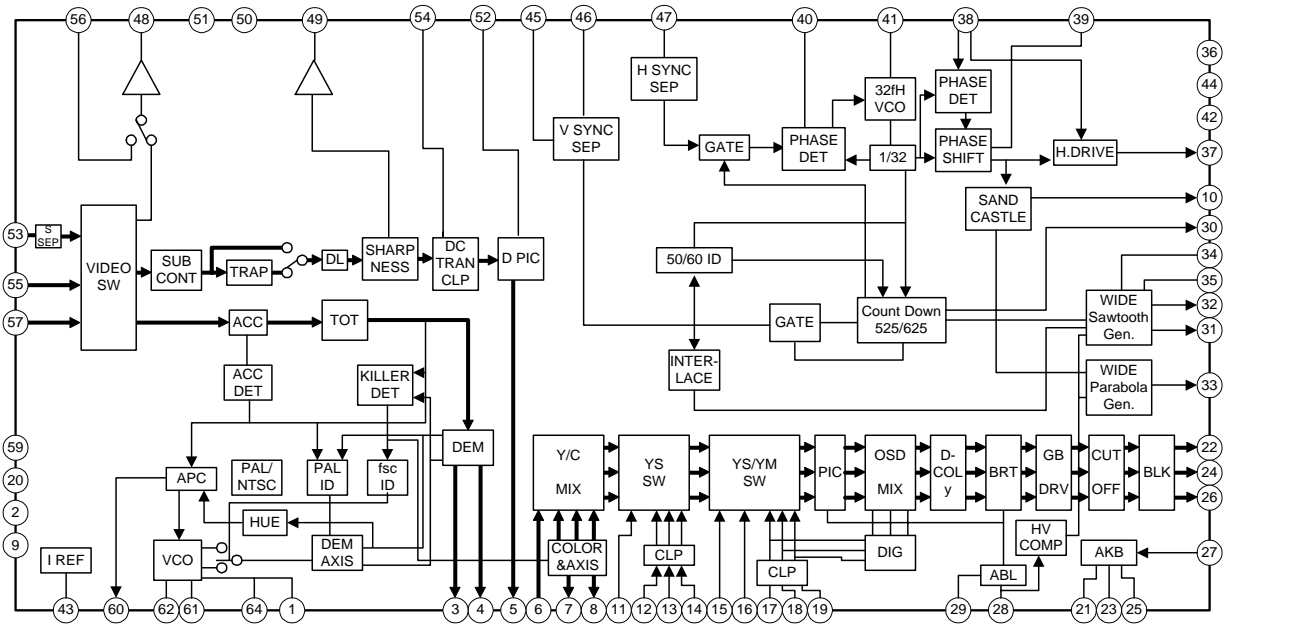 56 48 51 50 49 54 52 45 46 47 40 41 38 39
36
44
42
37
10
30
34
35
32
31
33
22
24
26
27
53
55
57
59
20
2
9
H SYNC
SEP
V SYNC
SEP
GATE
PHASE
DET
32fH
VCO
1/32
PHASE
DET
PHASE
SHIFT
H.DRIVE
SAND
CASTLE
S
SEP
VIDEO
SW
SUB
CONT
TRAP
DL
SHARP
NESS
DC
TRAN
CLP
D PIC
50/60 ID
Count Down
525/625
GATE
INTER-
LACE
WIDE
Sawtooth
Gen.
WIDE
Parabola
Gen.
ACC
TOT
ACC
DET
KILLER
DET
DEM
APC
PAL/
NTSC
PAL
ID
fsc
ID
HUE
VCO
DEM
AXIS
I REF
Y/C
MIX
YS
SW
YS/YM
SW
PIC
OSD
MIX
D-
COL
y
BRT
GB
DRV
CUT
OFF
BLK
COLOR
&AXIS
CLP
CLP
DIG
ABL
HV
COMP
AKB
43 60 62 61 64 1 3 4 5 6 7 8 11 12 13 14 15 16 17 18 19 29 28 21 23 25